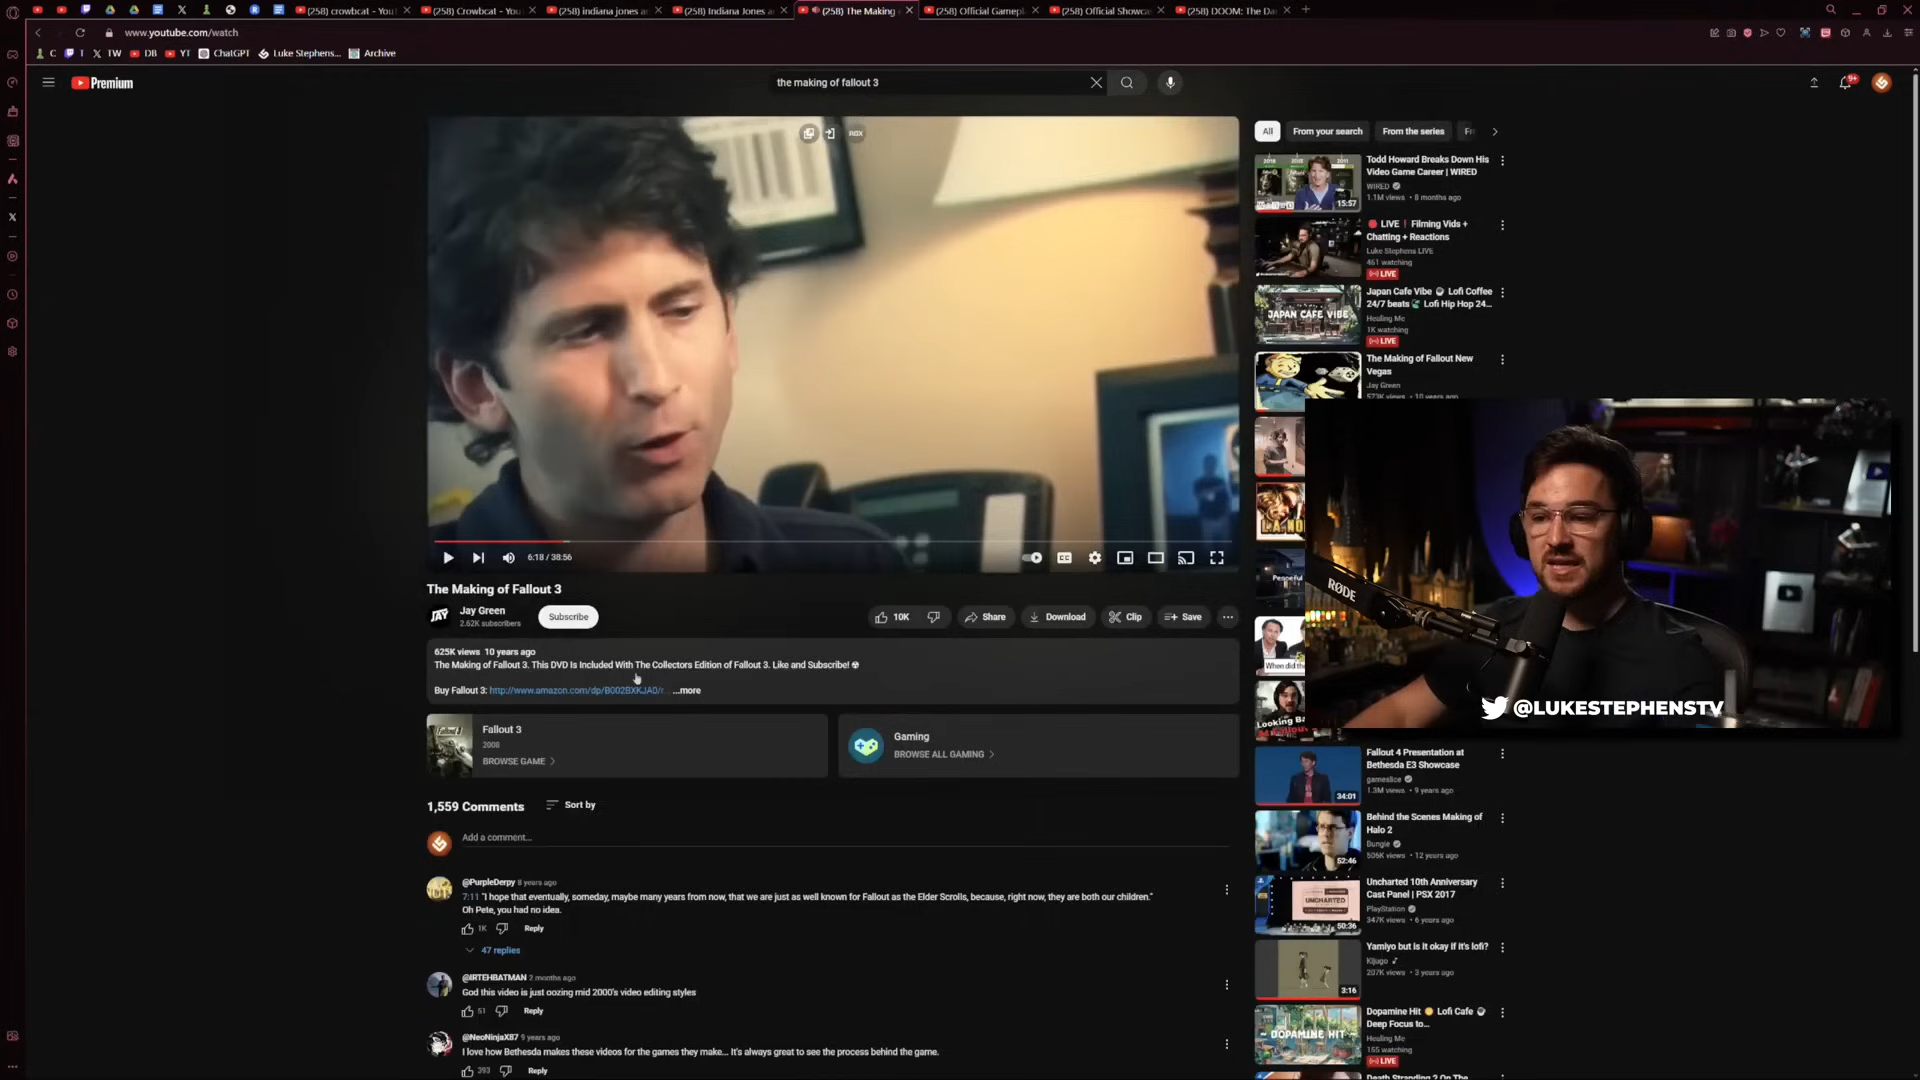 (258) crowbcat - You
(258) Crowbcat - You
(258) indiana jones an
(258) Indiana Jones a
(258) The Making
(258) Official Gamepl
(258) Official Showca
(258) DOOM: The Da
www.youtube.com/watch
C
T
TW
DB
YT
ChatGPT
Luke Stephens...
Archive
Premium
the making of fallout 3
9+
All
From your search
From the series
Todd Howard Breaks Down His
Video Game Career | WIRED
WIRED
1.1M views • 8 months ago
15:57
LIVE | Filming Vids +
Chatting + Reactions
Luke Stephens LIVE
461 watching
LIVE
JAPAN CAFE VIBE
Japan Cafe Vibe Lofi Coffee
24/7 beats Lofi Hip Hop 24...
Healing Me
1K watching
LIVE
The Making of Fallout New
Vegas
Jay Green
573K views • 10 years ago
6:18 / 38:56
The Making of Fallout 3
JAY
Jay Green
2.62K subscribers
Subscribe
10K
Share
Download
Clip
Save
625K views 10 years ago
The Making of Fallout 3. This DVD Is Included With The Collectors Edition of Fallout 3. Like and Subscribe!
Buy Fallout 3: http://www.amazon.com/dp/B002BXKJA0/r... ...more
Fallout 3
2008
BROWSE GAME
Gaming
BROWSE ALL GAMING
1,559 Comments
Sort by
Add a comment...
@PurpleDerpy 8 years ago
7:11 "I hope that eventually, someday, maybe many years from now, that we are just as well known for Fallout as the Elder Scrolls, because, right now, they are both our children."
Oh Pete, you had no idea.
1K
Reply
47 replies
@IRTEHBATMAN 2 months ago
God this video is just oozing mid 2000's video editing styles
51
Reply
@NeoNinjaX87 9 years ago
I love how Bethesda makes these videos for the games they make... It's always great to see the process behind the game.
393
Reply
L.A. NO
Peaceful
When did th
Looking Ba
RØDE
@LUKESTEPHENSTV
Fallout 4 Presentation at
Bethesda E3 Showcase
gameslice
1.3M views • 9 years ago
34:01
Behind the Scenes Making of
Halo 2
Bungie
506K views • 12 years ago
52:46
Uncharted 10th Anniversary
Cast Panel | PSX 2017
PlayStation
347K views • 6 years ago
UNCHARTED
50:36
Yamiyo but is it okay if it's lofi?
Kijugo
207K views • 3 years ago
3:16
Dopamine Hit Lofi Cafe
Deep Focus to...
Healing Me
155 watching
LIVE
DOPAMINE HIT
Death Stranding 2 On The